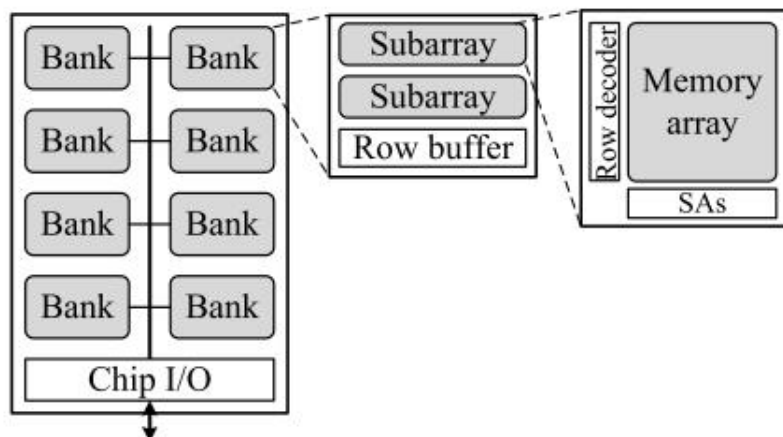 Bank Bank
Bank Bank
Bank Bank
Bank Bank
Chip I/O
Subarray
Subarray
Row buffer
Row decoder
Memory
array
SAs